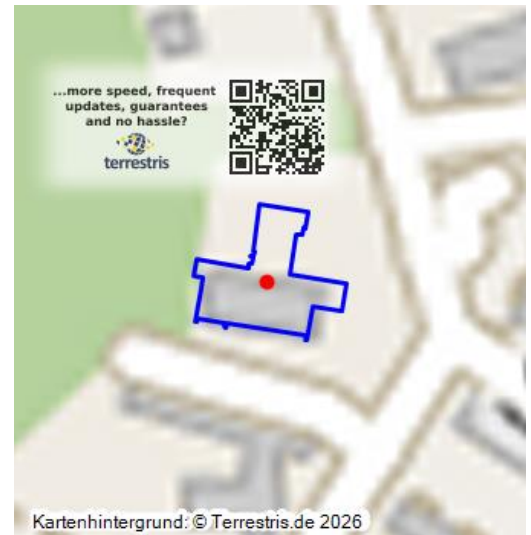 ...more speed, frequent
updates, guarantees
and no hassle?
terrestris
Kartenhintergrund: © Terrestris.de 2026